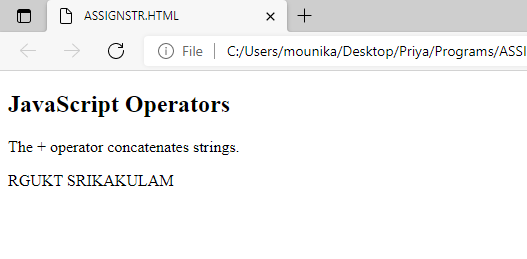 ASSIGNSTR.HTML
File | C:/Users/mounika/Desktop/Priya/Programs/ASSI
JavaScript Operators
The + operator concatenates strings.
RGUKT SRIKAKULAM